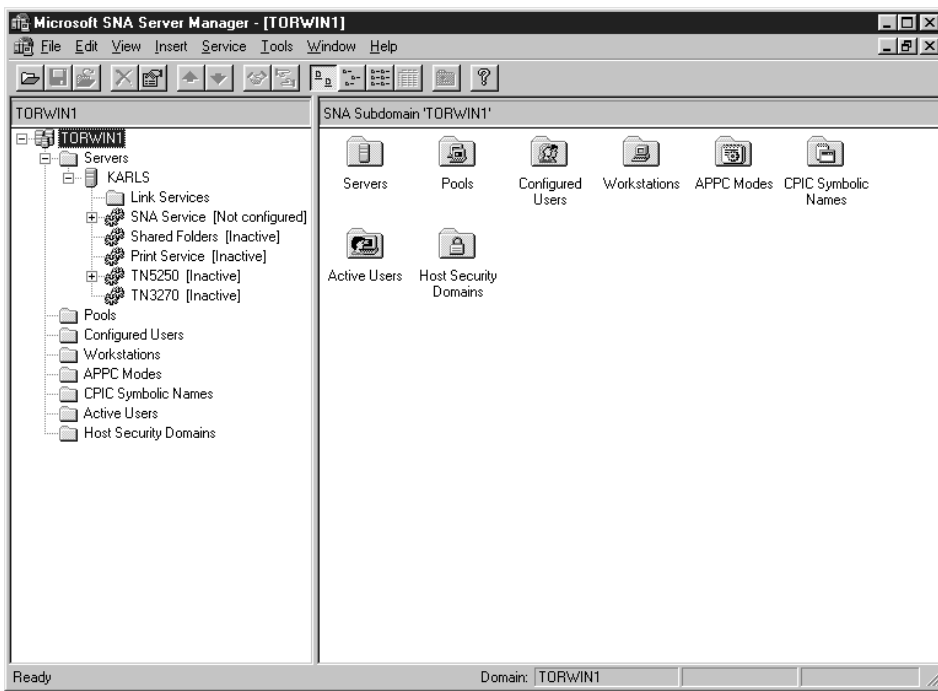 Microsoft SNA Server Manager - [TORWIN1]
File Edit View Insert Service Tools Window Help
TORWIN1
SNA Subdomain 'TORWIN1'
TORWIN1
Servers
KARLS
Link Services
SNA Service [Not configured]
Shared Folders [Inactive]
Print Service [Inactive]
TN5250 [Inactive]
TN3270 [Inactive]
Pools
Configured Users
Workstations
APPC Modes
CPIC Symbolic Names
Active Users
Host Security Domains
Servers
Pools
Configured
Users
Workstations
APPC Modes
CPIC Symbolic
Names
Active Users
Host Security
Domains
Ready
Domain: TORWIN1